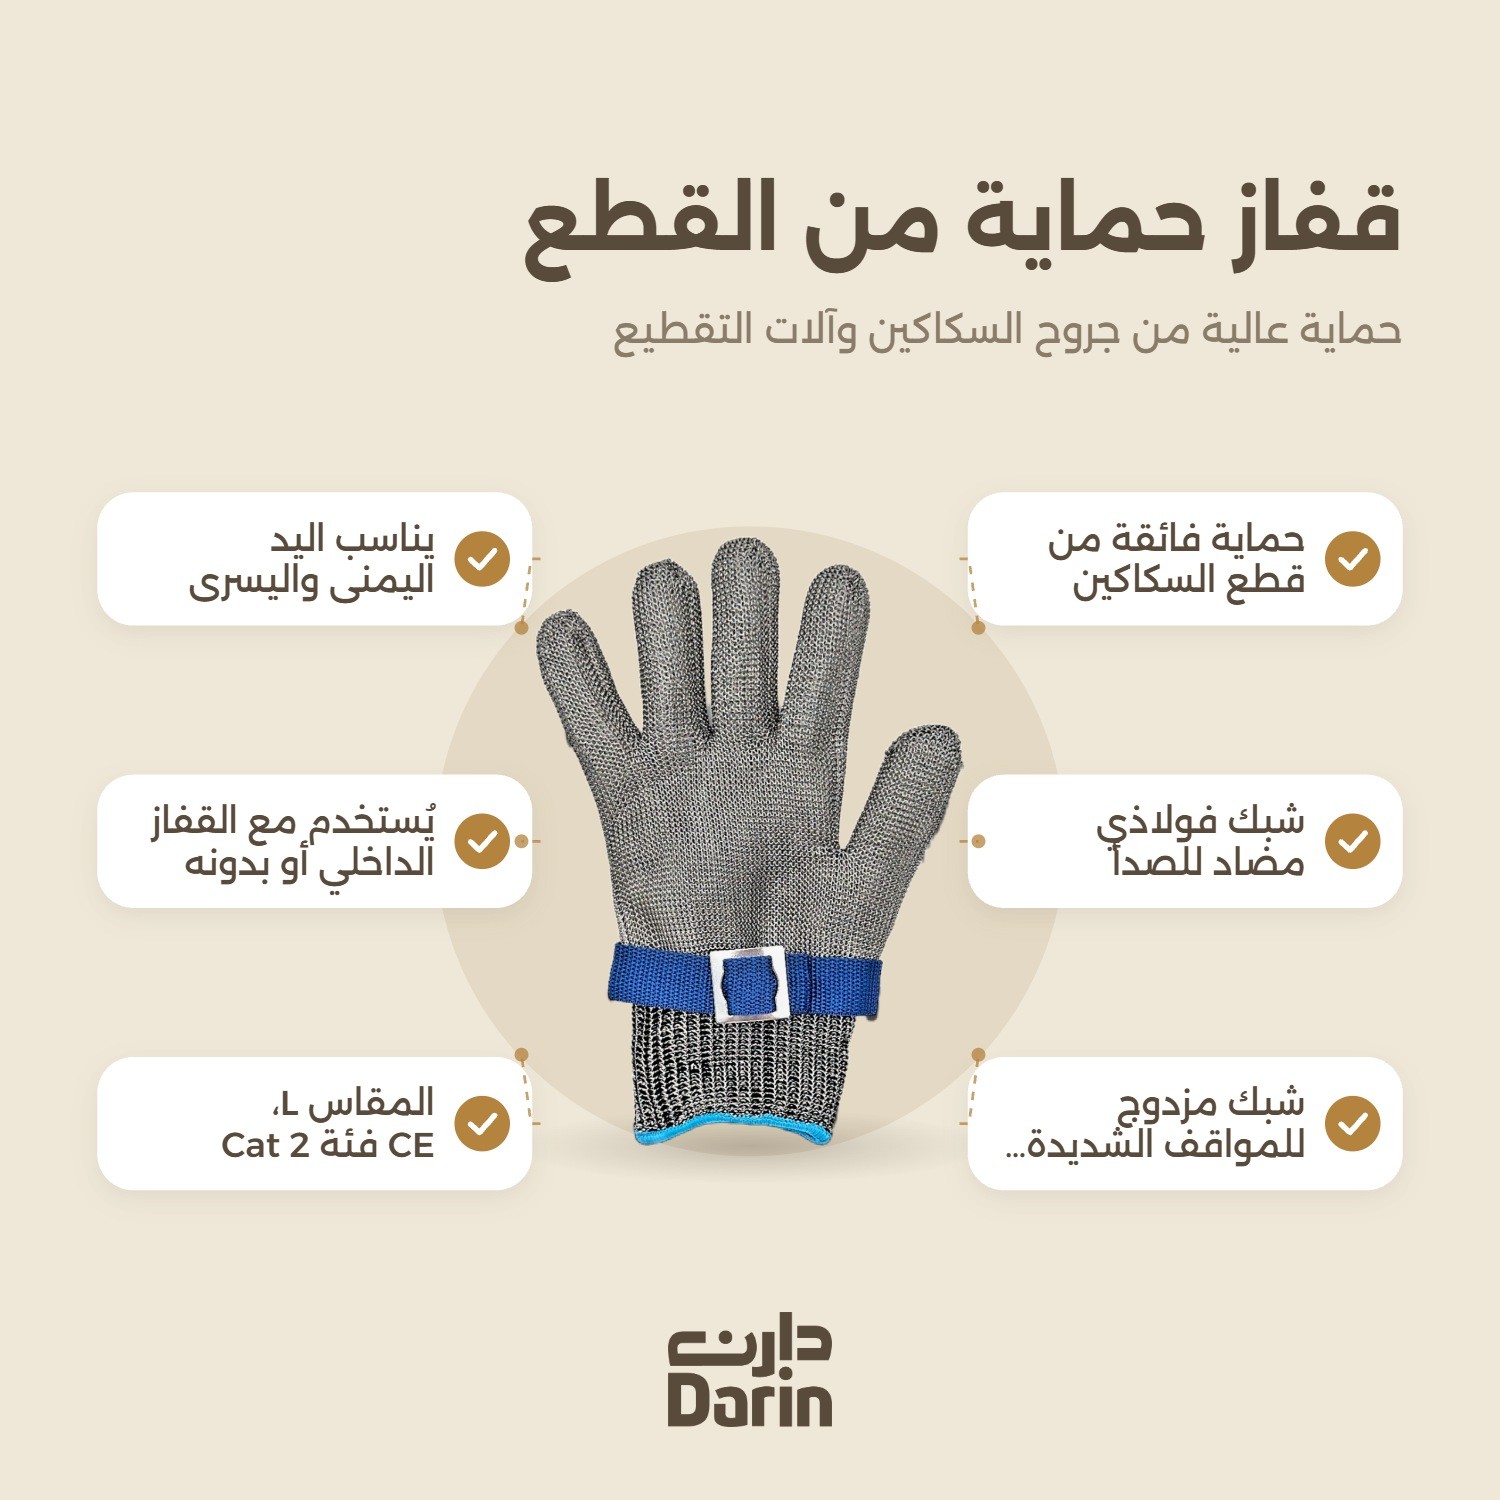 قفاز حماية من القطع
حماية عالية من جروح السكاكين وآلات التقطيع
حماية فائقة من
قطع السكاكين
يناسب اليد
اليمنى واليسرى
شبك فولاذي
مضاد للصدأ
يُستخدم مع القفاز
الداخلي أو بدونه
شبك مزدوج
للمواقف الشديدة...
المقاس L،
CE فئة Cat 2
دارين
Darin